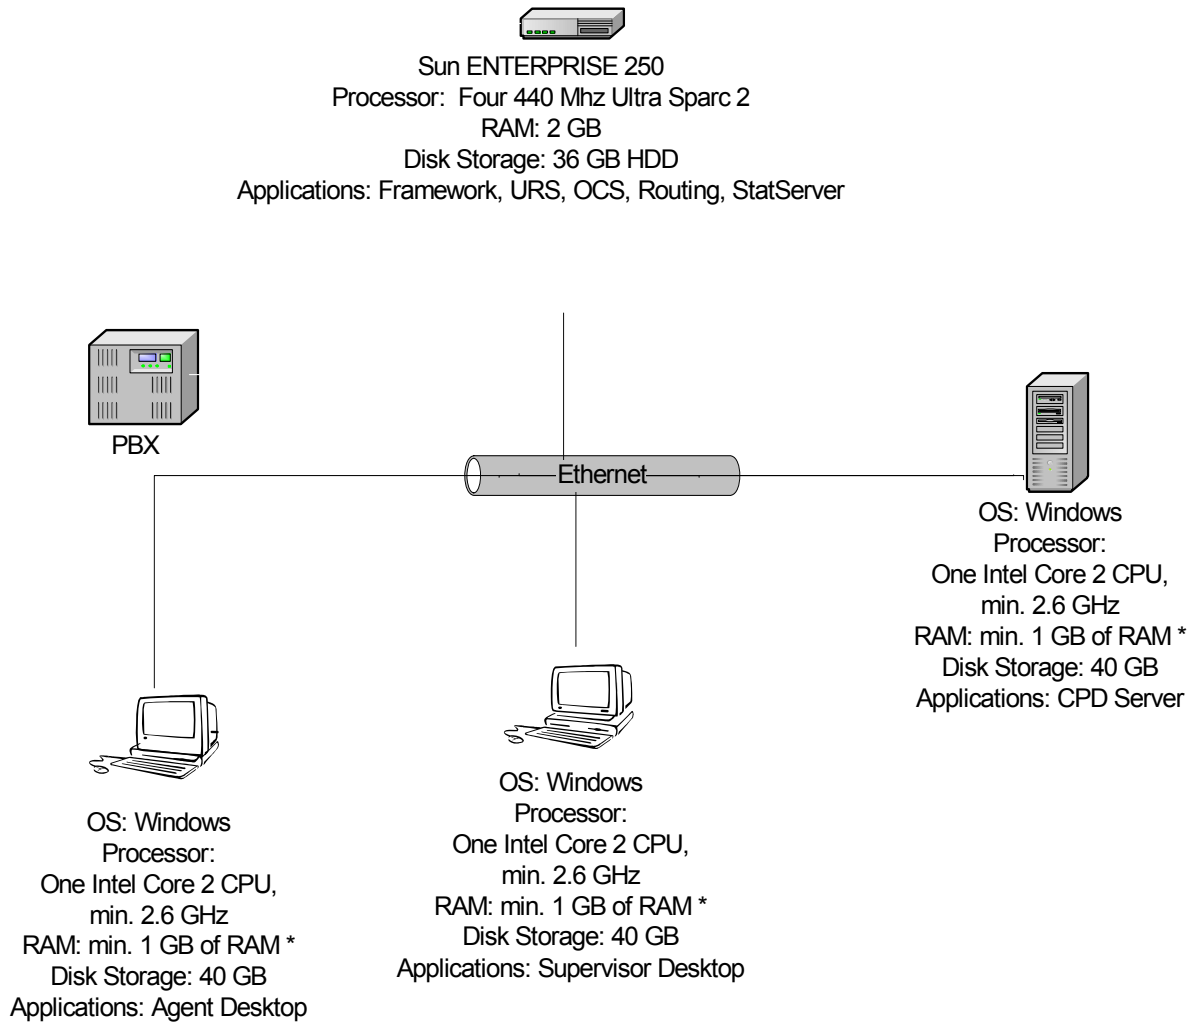 Sun ENTERPRISE 250
Processor:  Four 440 Mhz Ultra Sparc 2
RAM: 2 GB
Disk Storage: 36 GB HDD
Applications: Framework, URS, OCS, Routing, StatServer
PBX
Ethernet
OS: Windows
Processor:
One Intel Core 2 CPU,
min. 2.6 GHz
RAM: min. 1 GB of RAM *
Disk Storage: 40 GB
Applications: CPD Server
OS: Windows
Processor:
One Intel Core 2 CPU,
min. 2.6 GHz
RAM: min. 1 GB of RAM *
Disk Storage: 40 GB
Applications: Supervisor Desktop
OS: Windows
Processor:
One Intel Core 2 CPU,
min. 2.6 GHz
RAM: min. 1 GB of RAM *
Disk Storage: 40 GB
Applications: Agent Desktop